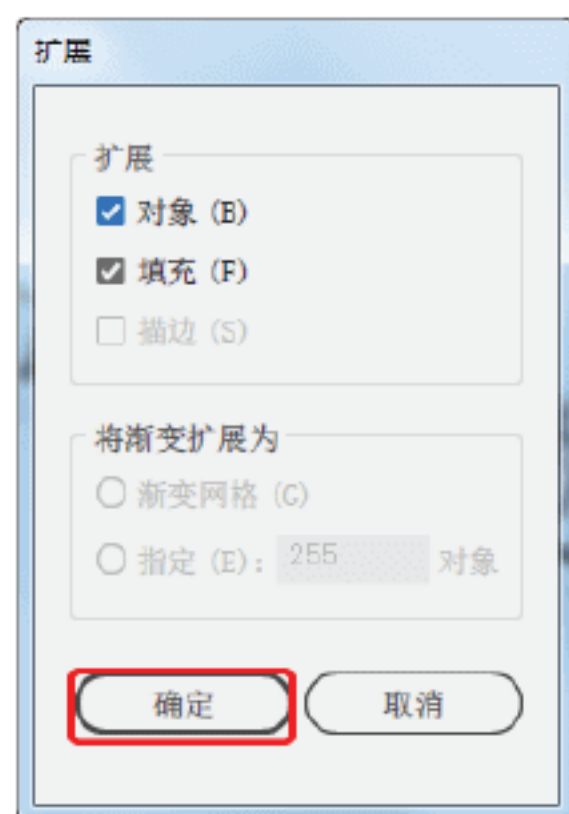 扩展
扩展
对象 (B)
填充 (F)
描边 (S)
将渐变扩展为
渐变网格 (G)
指定 (E): 255 对象
确定 取消